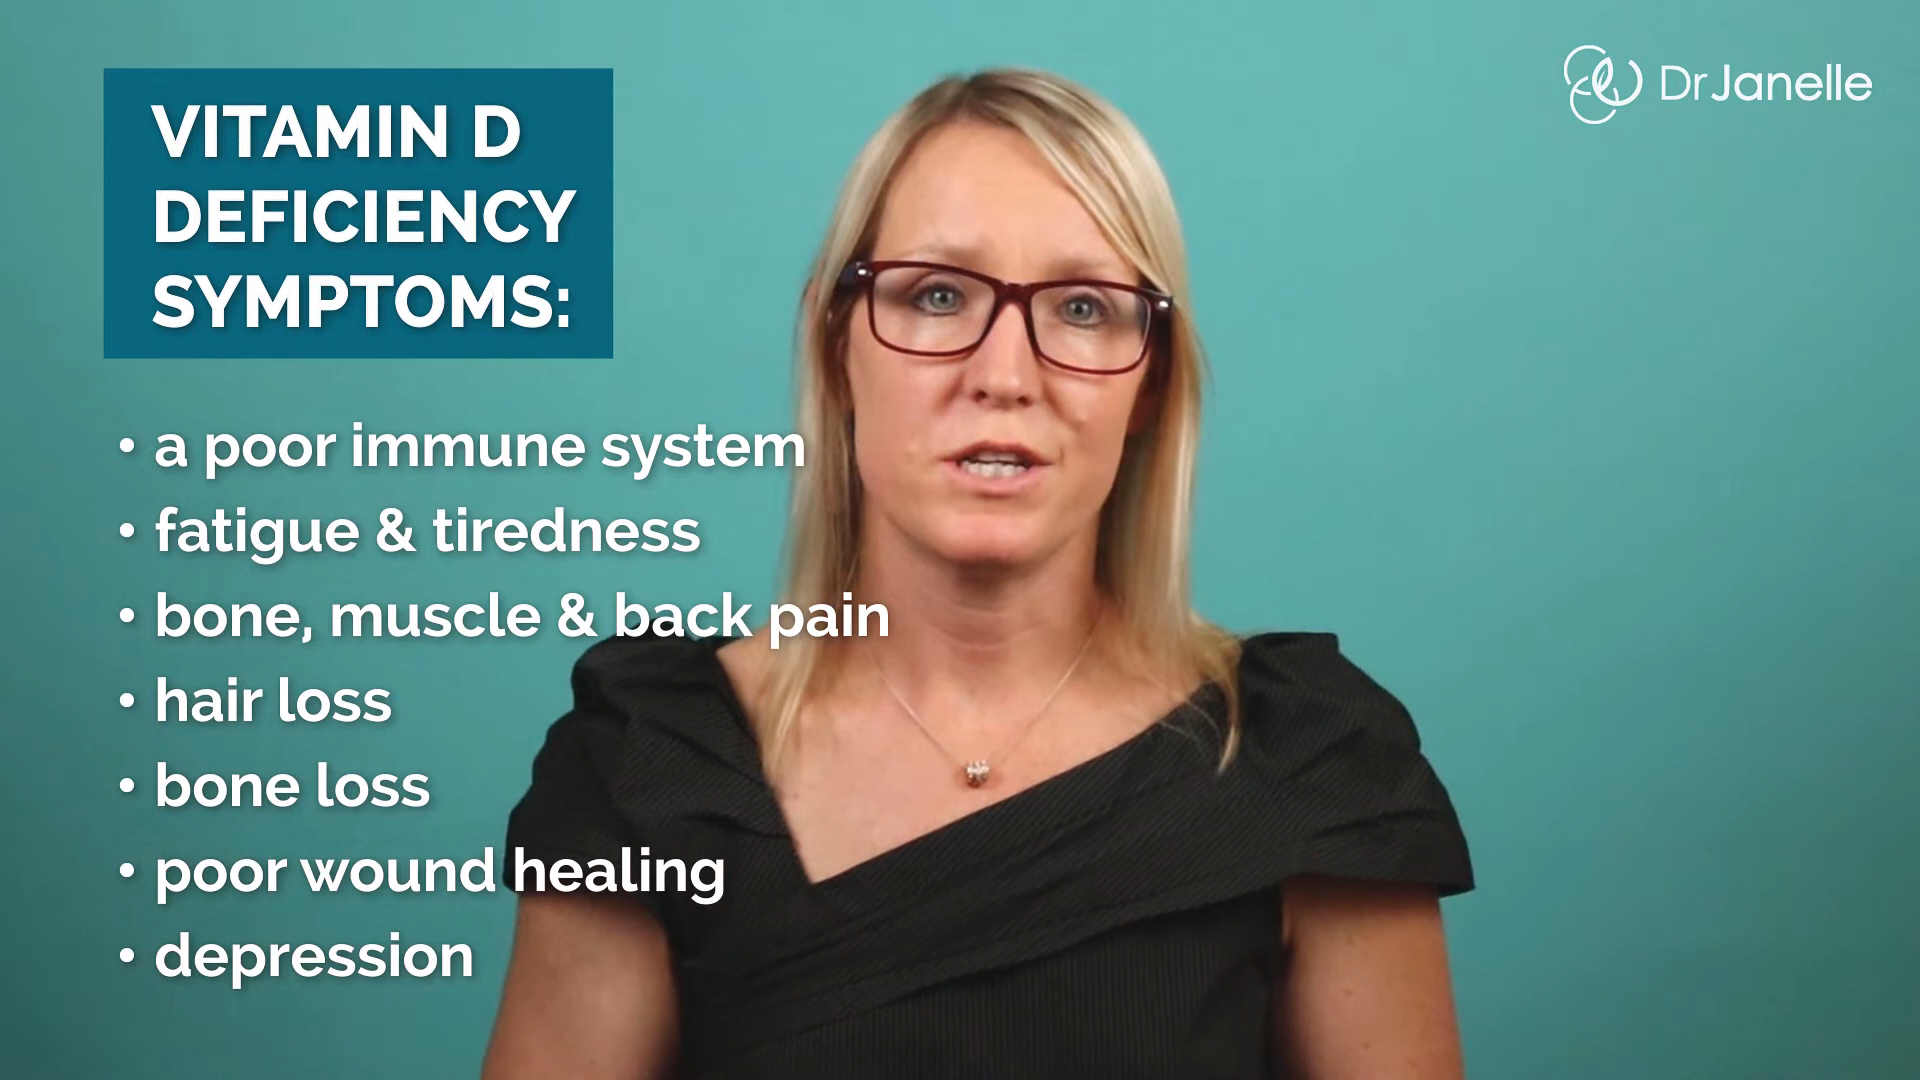 DrJanelle
VITAMIN D
DEFICIENCY
SYMPTOMS:
• a poor immune system
• fatigue & tiredness
• bone, muscle & back pain
• hair loss
• bone loss
• poor wound healing
• depression